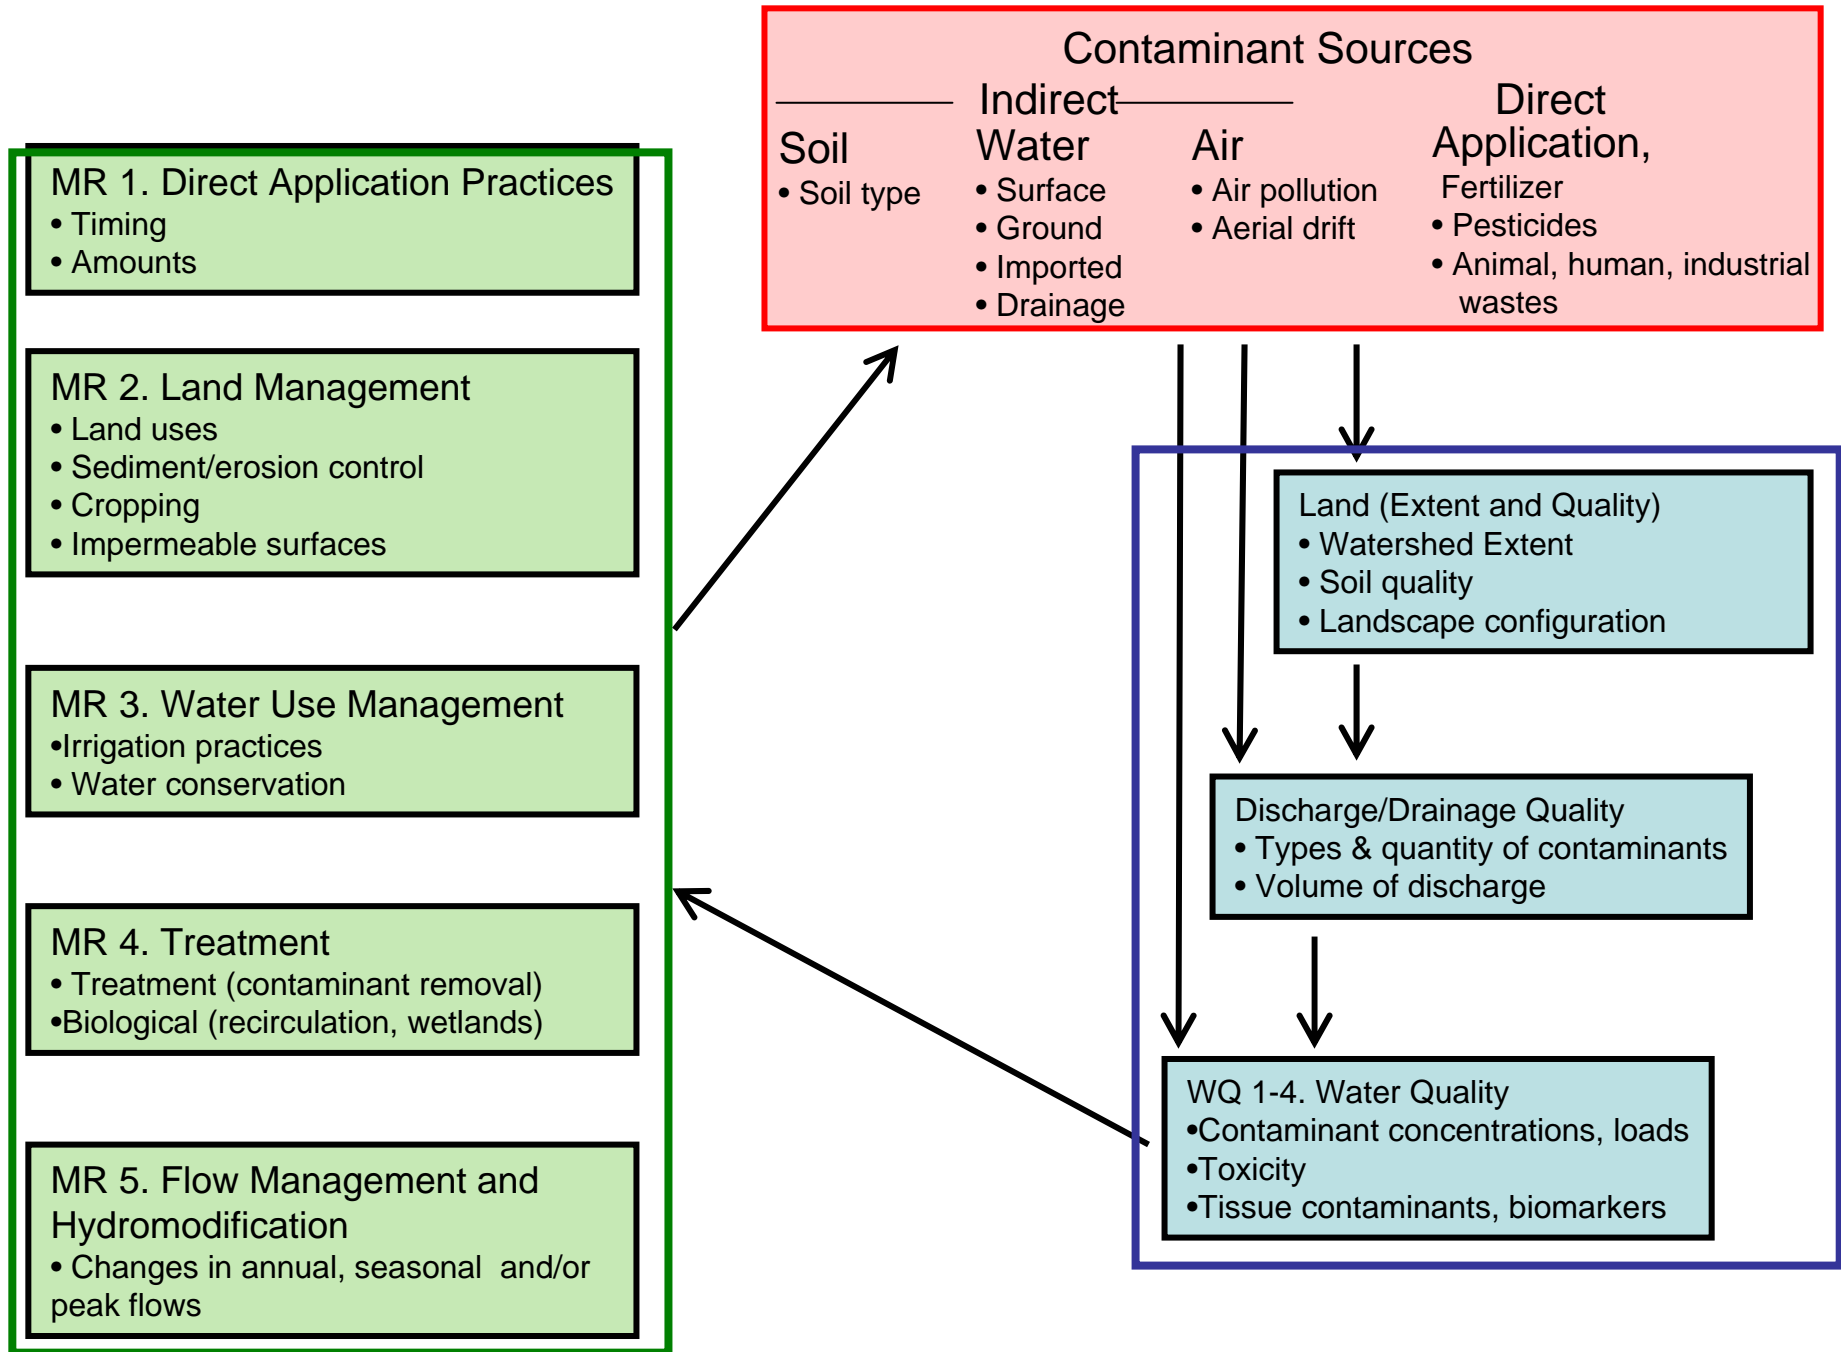 Contaminant Sources
Indirect
Direct
Soil
• Soil type
Water
• Surface
• Ground
• Imported
• Drainage
Air
• Air pollution
• Aerial drift
Application,
Fertilizer
• Pesticides
• Animal, human, industrial
wastes
MR 1. Direct Application Practices
• Timing
• Amounts
MR 2. Land Management
• Land uses
• Sediment/erosion control
• Cropping
• Impermeable surfaces
MR 3. Water Use Management
•Irrigation practices
• Water conservation
MR 4. Treatment
• Treatment (contaminant removal)
•Biological (recirculation, wetlands)
MR 5. Flow Management and
Hydromodification
• Changes in annual, seasonal  and/or
peak flows
Land (Extent and Quality)
• Watershed Extent
• Soil quality
• Landscape configuration
Discharge/Drainage Quality
• Types & quantity of contaminants
• Volume of discharge
WQ 1-4. Water Quality
•Contaminant concentrations, loads
•Toxicity
•Tissue contaminants, biomarkers